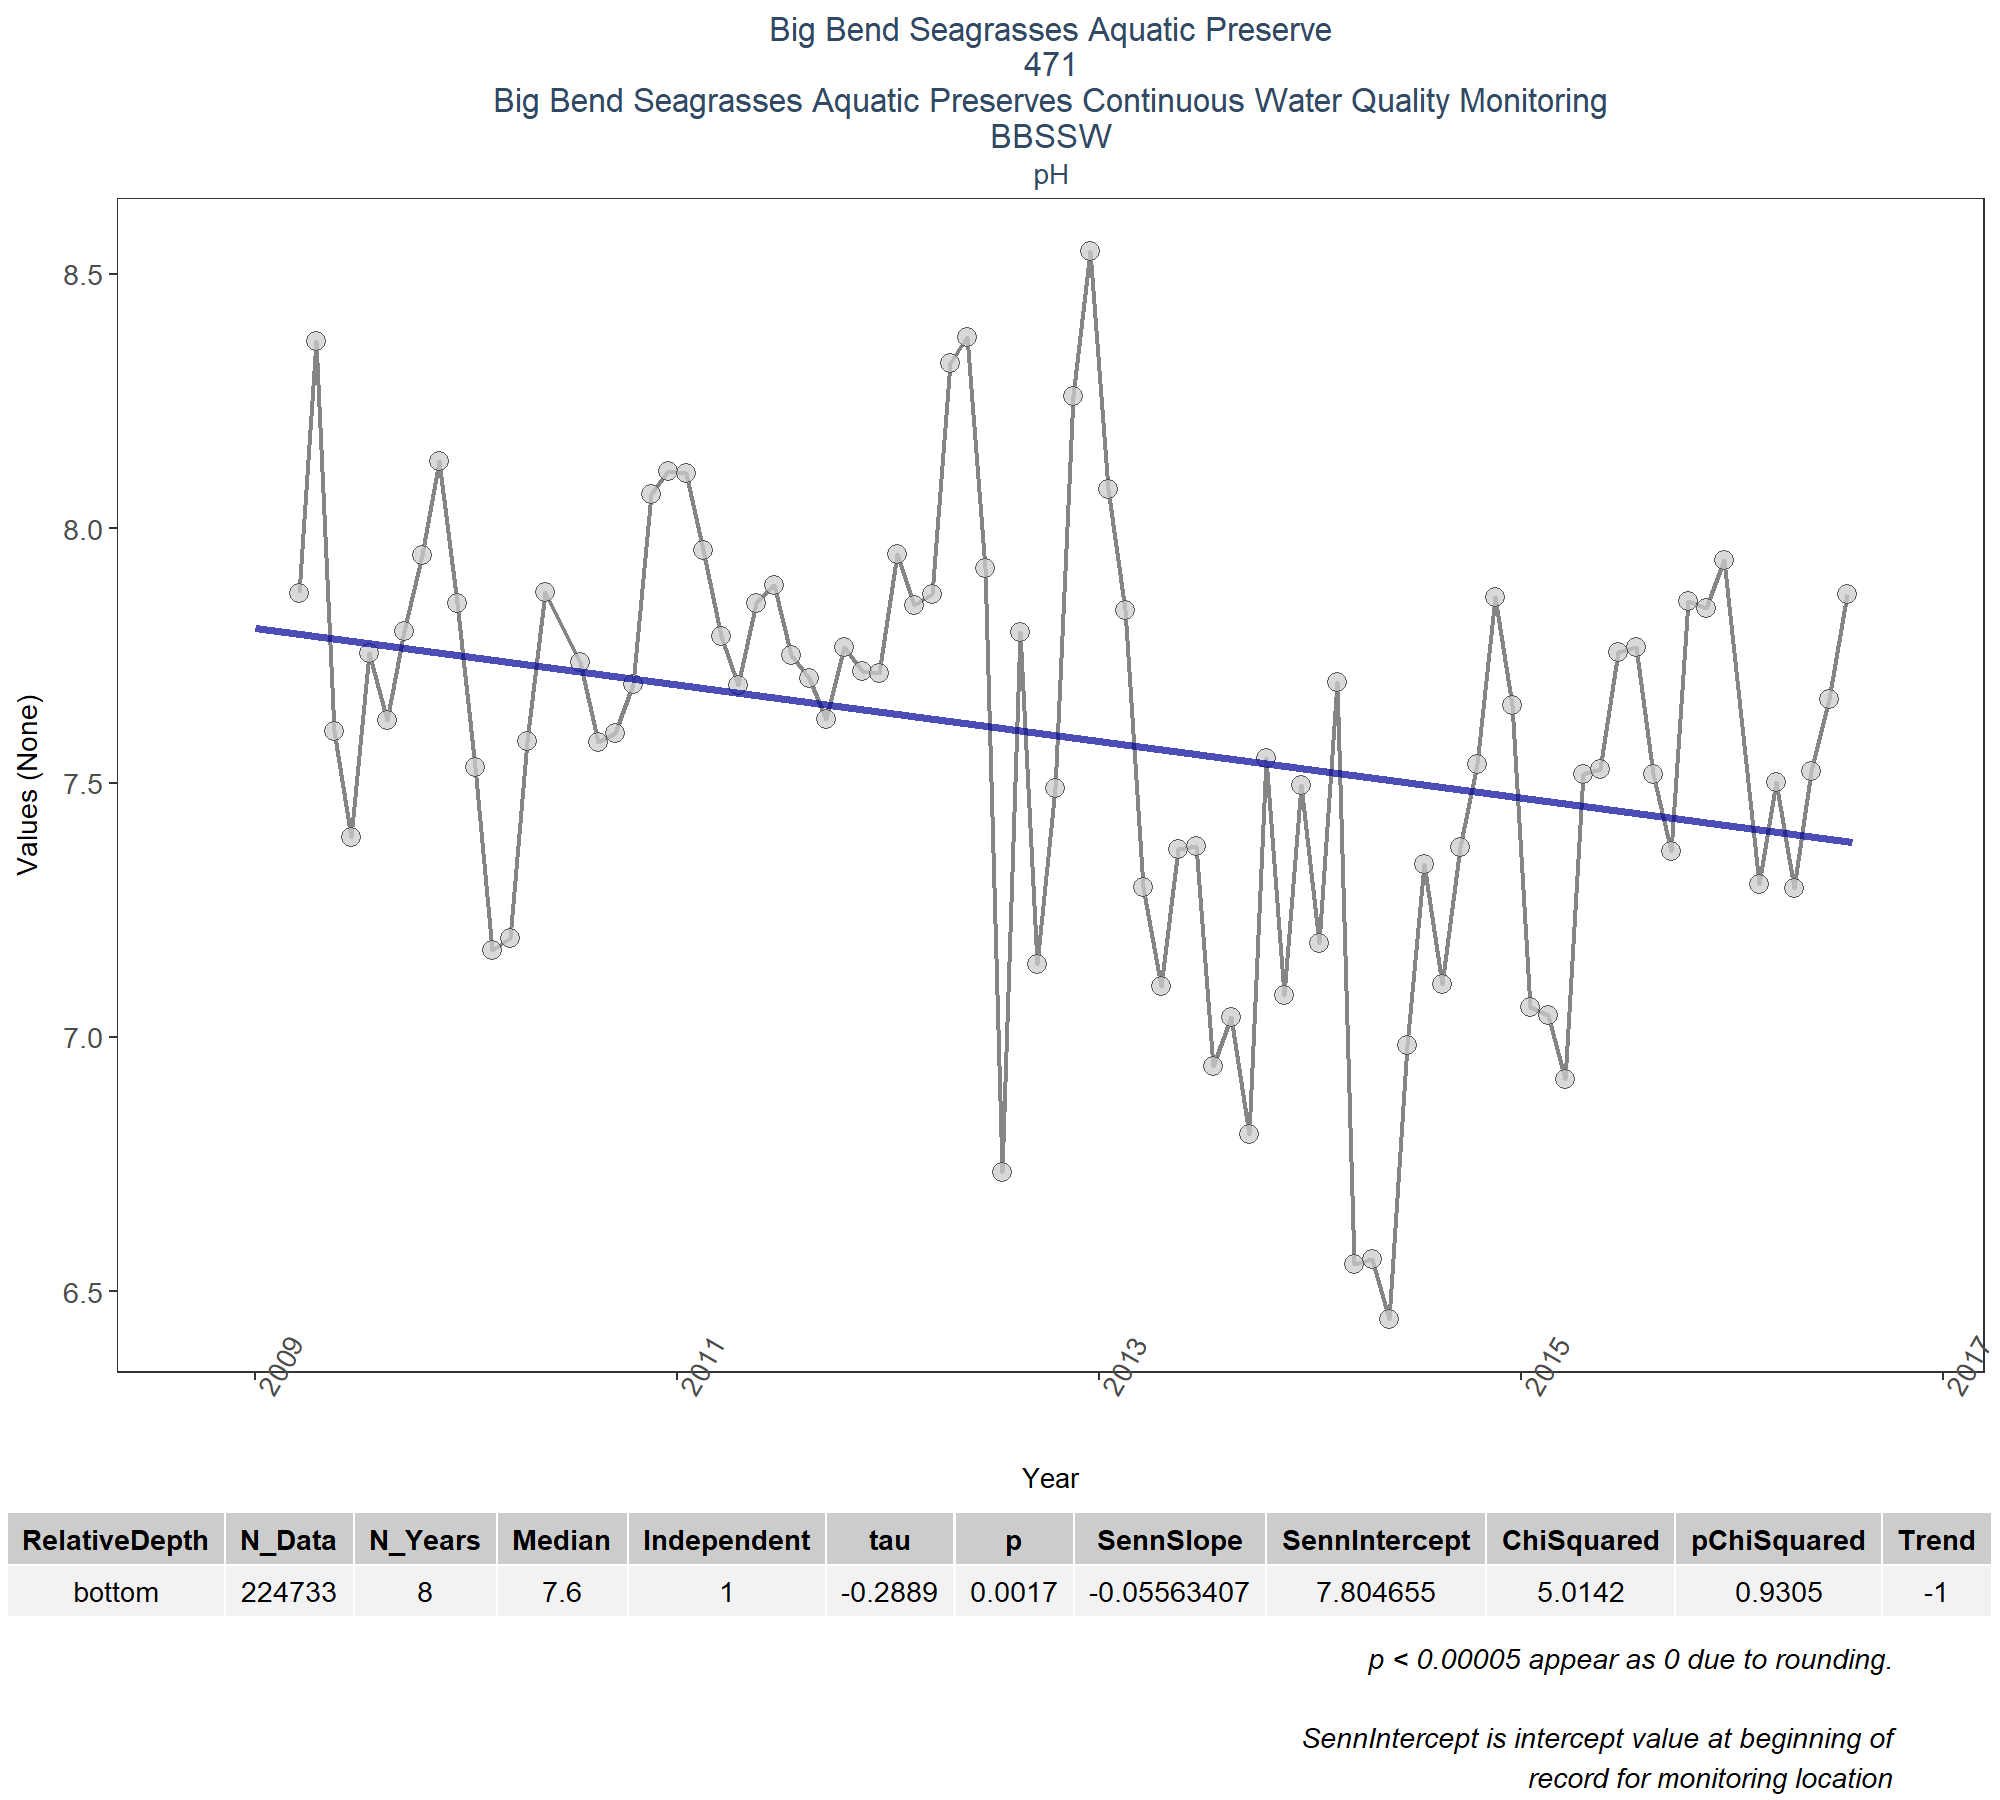 Big Bend Seagrasses Aquatic Preserve
471
Big Bend Seagrasses Aquatic Preserves Continuous Water Quality Monitoring
BBSSW
pH
8.5
8.0
7.5
7.0
6.5
Values (None)
2009 2011 2013 2015 2017
Year
RelativeDepth N_Data N_Years Median Independent tau p SennSlope SennIntercept ChiSquared pChiSquared Trend
bottom 224733 8 7.6 1 -0.2889 0.0017 -0.05563407 7.804655 5.0142 0.9305 -1
p < 0.00005 appear as 0 due to rounding.
SennIntercept is intercept value at beginning of
record for monitoring location